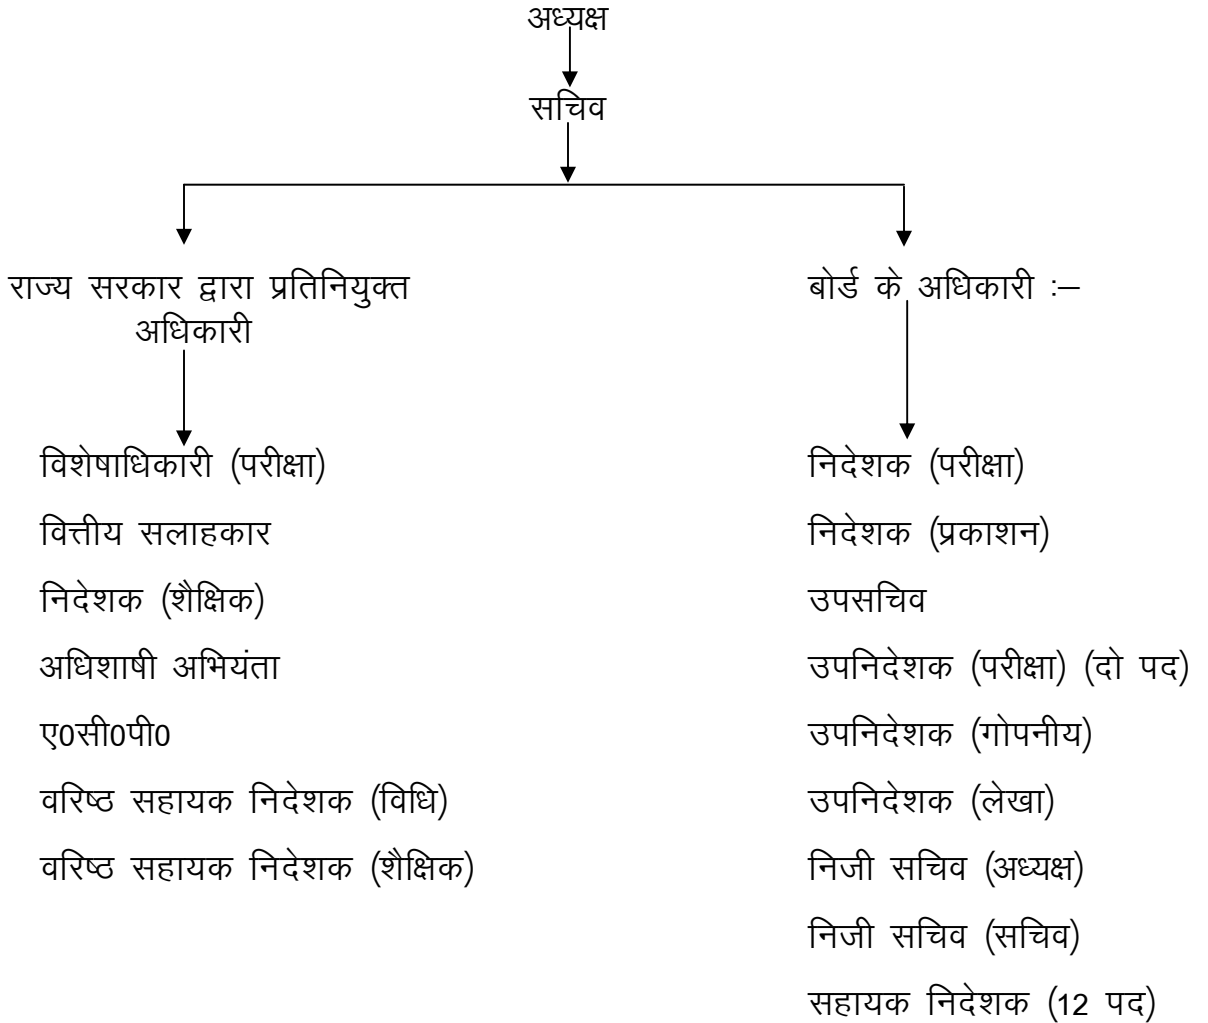 अध्यक्ष
सचिव
राज्य सरकार द्वारा प्रतिनियुक्त
अधिकारी
विशेषाधिकारी (परीक्षा)
वित्तीय सलाहकार
निदेशक (शैक्षिक)
अधिशाषी अभियंता
ए0सी0पी0
वरिष्ठ सहायक निदेशक (विधि)
वरिष्ठ सहायक निदेशक (शैक्षिक)
बोर्ड के अधिकारी :–
निदेशक (परीक्षा)
निदेशक (प्रकाशन)
उपसचिव
उपनिदेशक (परीक्षा) (दो पद)
उपनिदेशक (गोपनीय)
उपनिदेशक (लेखा)
निजी सचिव (अध्यक्ष)
निजी सचिव (सचिव)
सहायक निदेशक (12 पद)